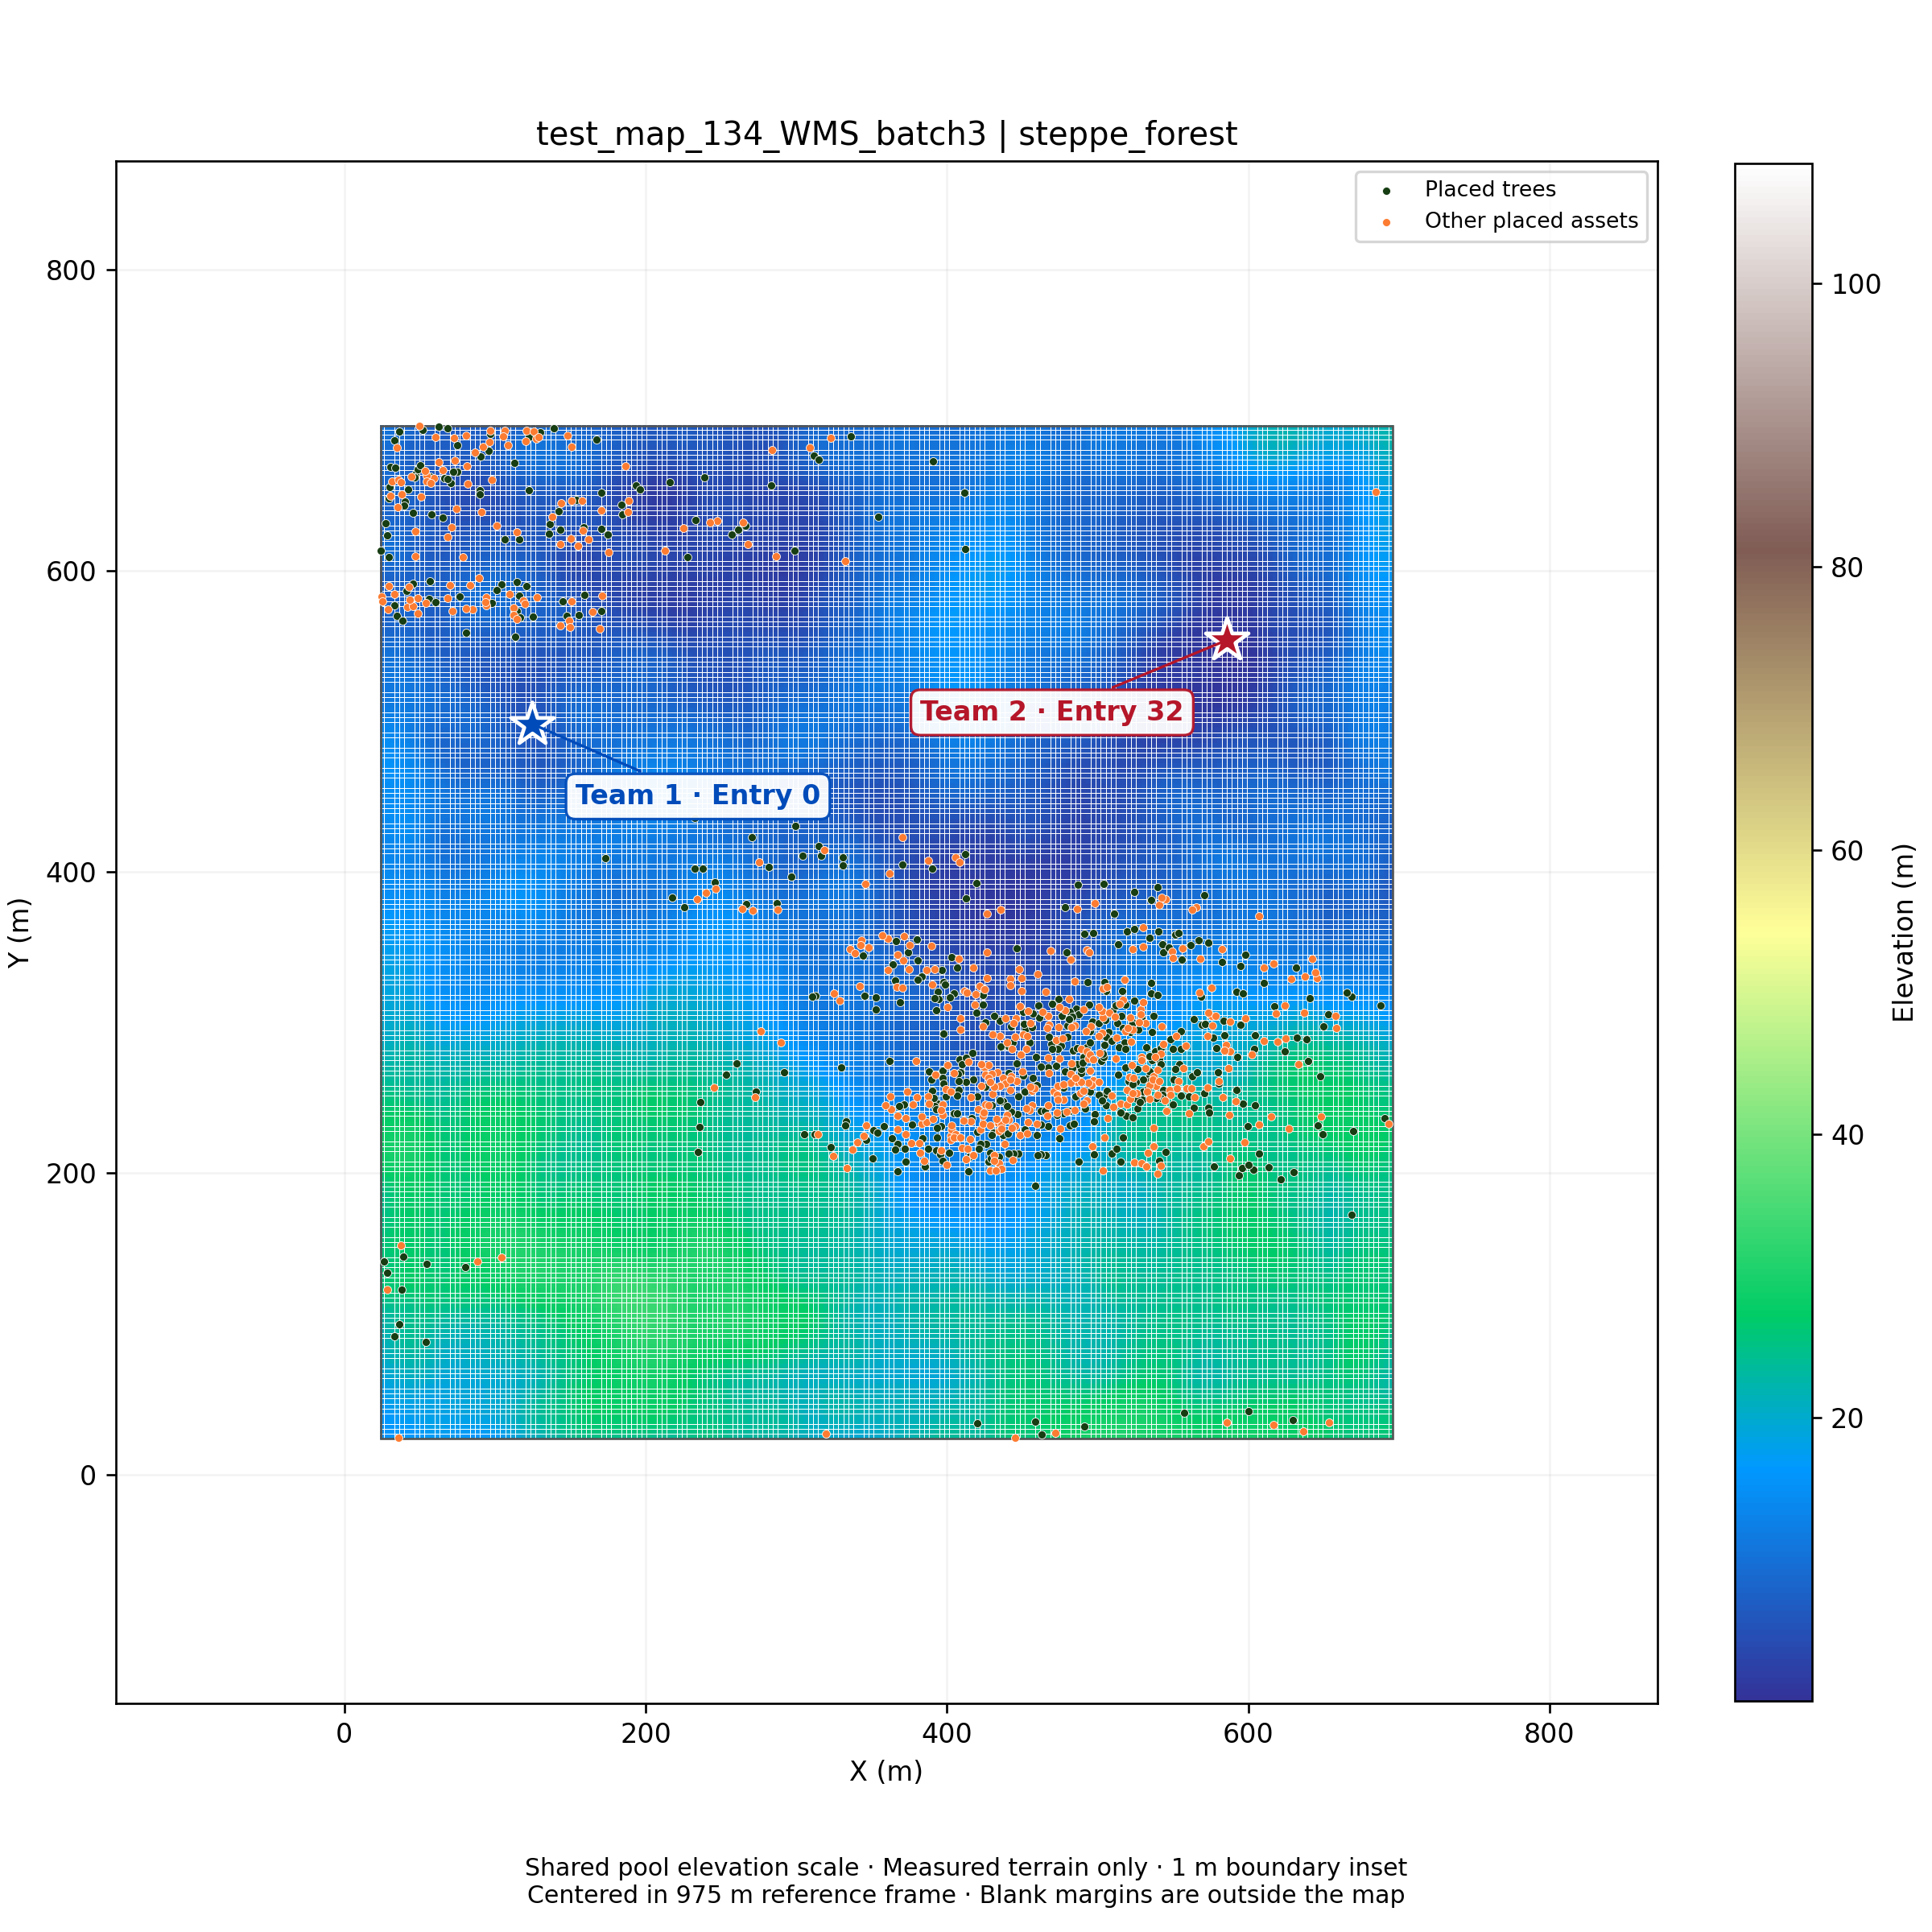 test_map_134_WMS_batch3 | steppe_forest
Placed trees
Other placed assets
800
600
400
200
0
Y (m)
Team 2 · Entry 32
Team 1 · Entry 0
0
200
400
600
800
X (m)
100
80
60
40
20
Elevation (m)
Shared pool elevation scale · Measured terrain only · 1 m boundary inset
Centered in 975 m reference frame · Blank margins are outside the map